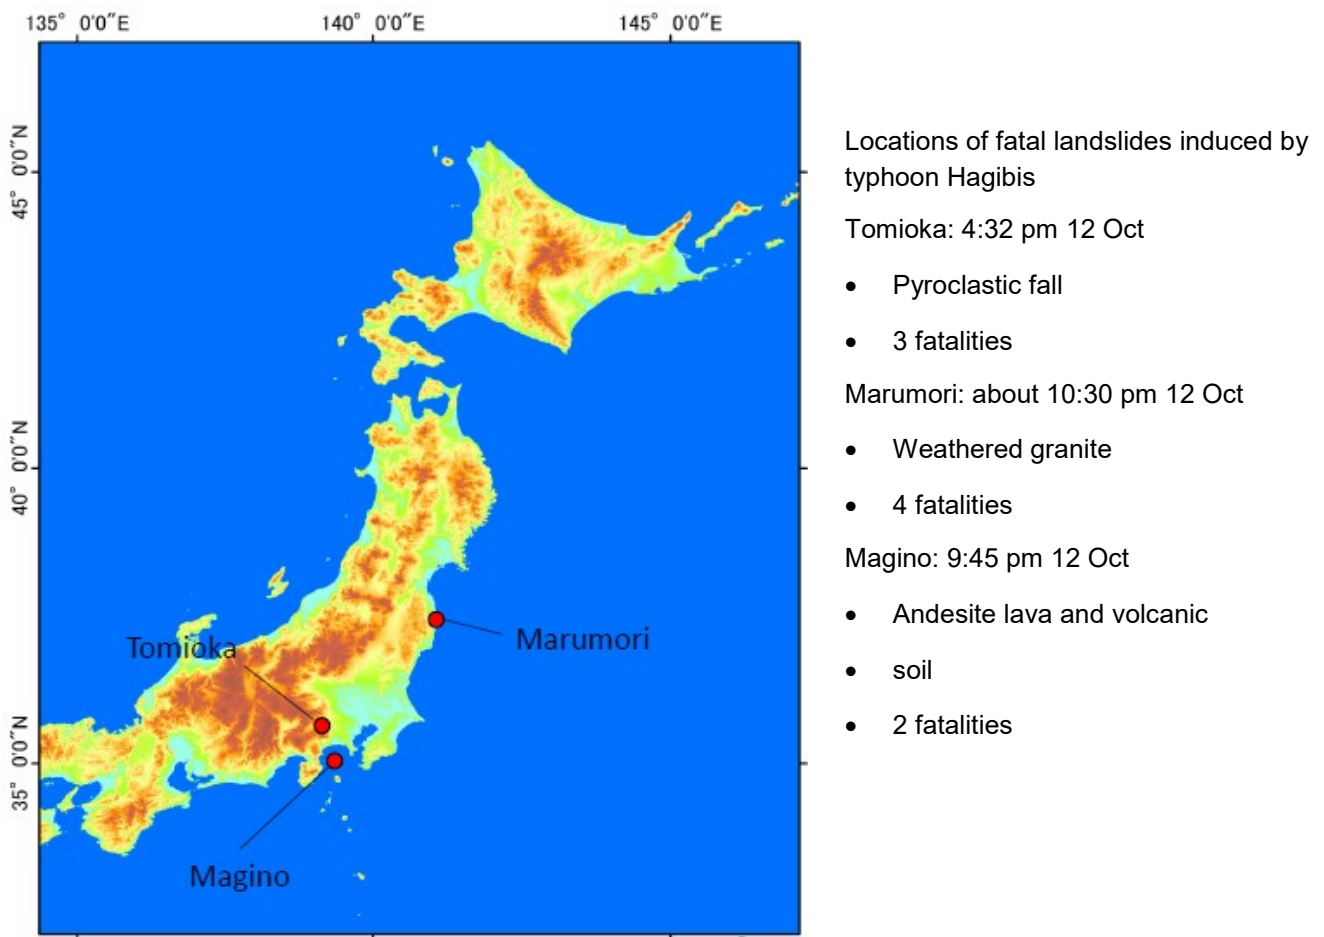 135° 0'0"E 140° 0'0"E 145° 0'0"E
45° 0'0"N
40° 0'0"N
35° 0'0"N
Tomioka
Marumori
Magino
Locations of fatal landslides induced by
typhoon Hagibis
Tomioka: 4:32 pm 12 Oct
• Pyroclastic fall
• 3 fatalities
Marumori: about 10:30 pm 12 Oct
• Weathered granite
• 4 fatalities
Magino: 9:45 pm 12 Oct
• Andesite lava and volcanic
• soil
• 2 fatalities